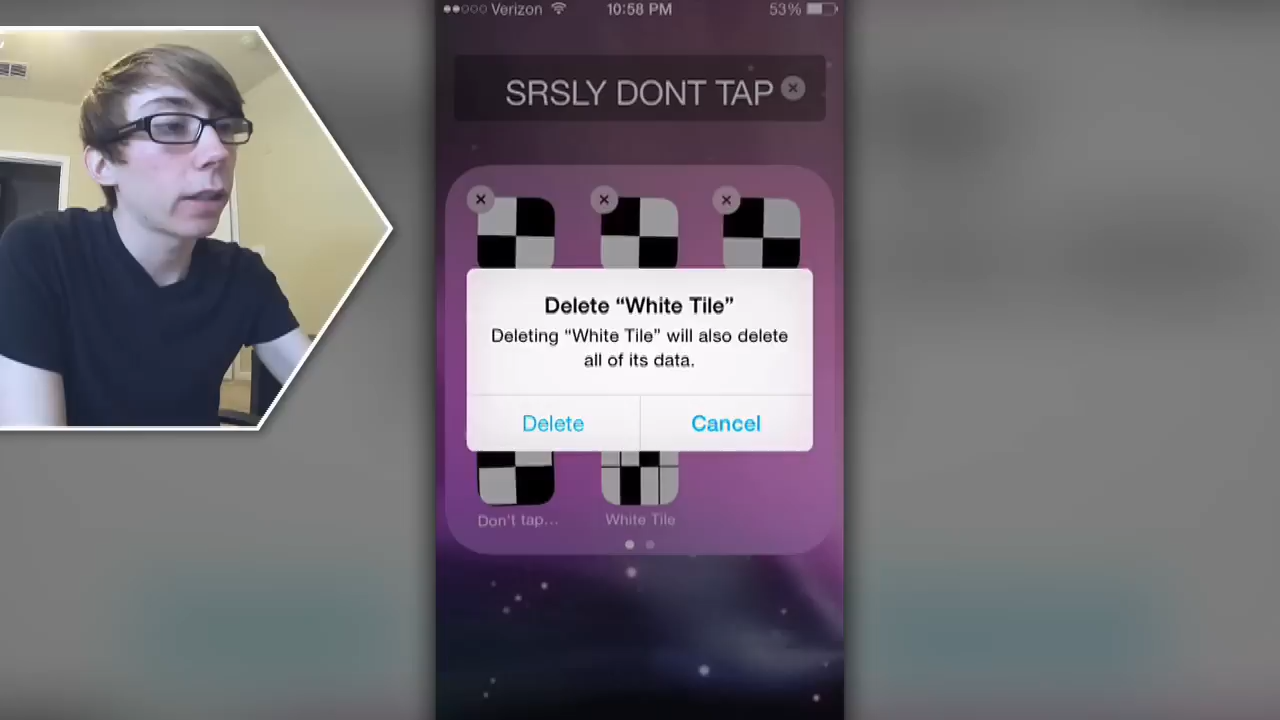 Verizon 10:58 PM 53%
SRSLY DONT TAP
Delete “White Tile”
Deleting “White Tile” will also delete
all of its data.
Delete Cancel
Don't tap... White Tile